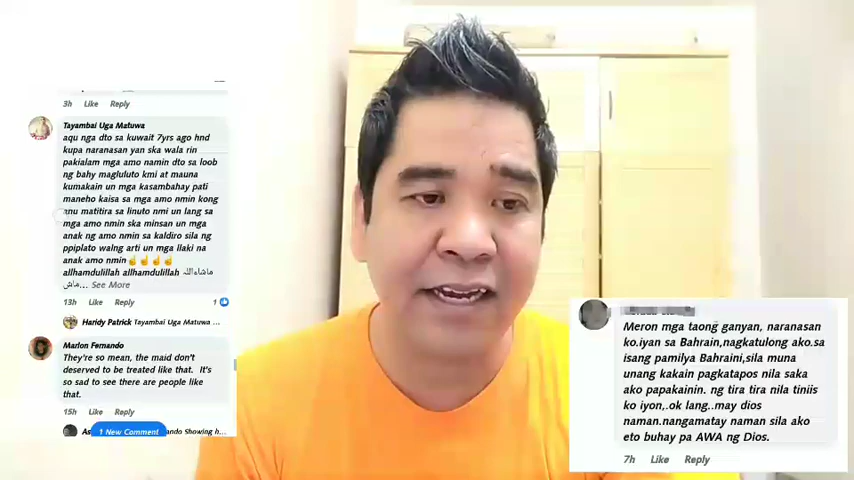 3h Like Reply
Tayambai Uga Matuwa
aqu nga dto sa kuwait 7yrs ago hnd
kupa naranasan yan ska wala rin
pakialam mga amo namin dto sa loob
ng bahy magluluto kmi at mauna
kumakain un mga kasambahay pati
maneho kaisa sa mga amo nmin kong
anu matitira sa linuto nmi un lang sa
mga amo nmin ska minsan un mga
anak ng amo nmin sa kaldiro sila ng
ppiplato walng arti un mga llaki na
anak amo nmin☝☝☝☝
allhamdulillah allhamdulillah ماشاءالله
ماش... See More
13h Like Reply 1
Haridy Patrick Tayambai Uga Matuwa ...
Marlon Fernando
They're so mean, the maid don't
deserved to be treated like that. It's
so sad to see there are people like
that.
15h Like Reply
1 New Comment
Showing h...
Meron mga taong ganyan, naranasan
ko.iyan sa Bahrain,nagkatulong ako.sa
isang pamilya Bahraini,sila muna
unang kakain pagkatapos nila saka
ako papakainin. ng tira tira nila tiniis
ko iyon,.ok lang..may dios
naman.nangamatay naman sila ako
eto buhay pa AWA ng Dios.
7h Like Reply